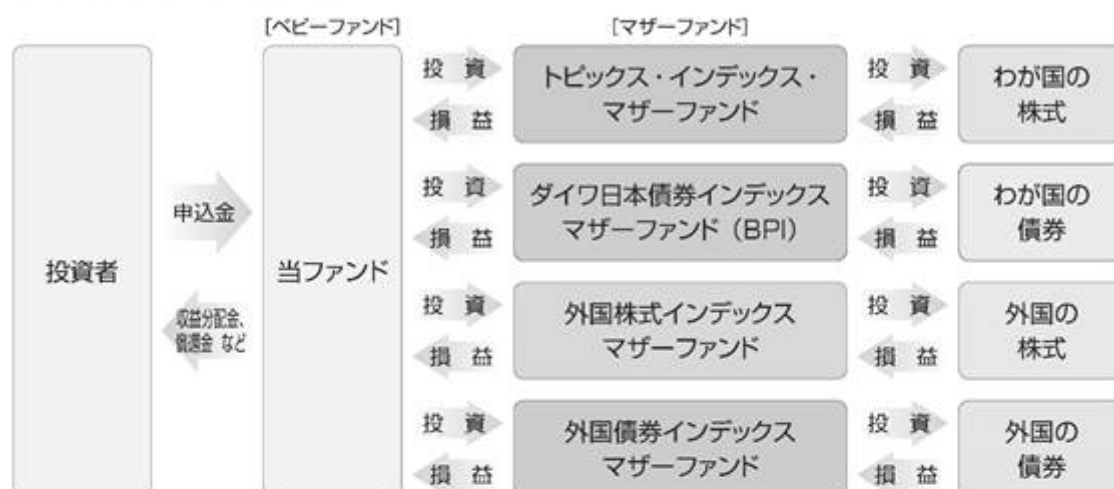 [ベビーファンド]
[マザーファンド]
投資者
申込金
収益分配金、
償還金 など
当ファンド
投 資
損 益
トピックス・インデックス・
マザーファンド
投 資
損 益
わが国の
株式
投 資
損 益
ダイワ日本債券インデックス
マザーファンド（BPI）
投 資
損 益
わが国の
債券
投 資
損 益
外国株式インデックス
マザーファンド
投 資
損 益
外国の
株式
投 資
損 益
外国債券インデックス
マザーファンド
投 資
損 益
外国の
債券